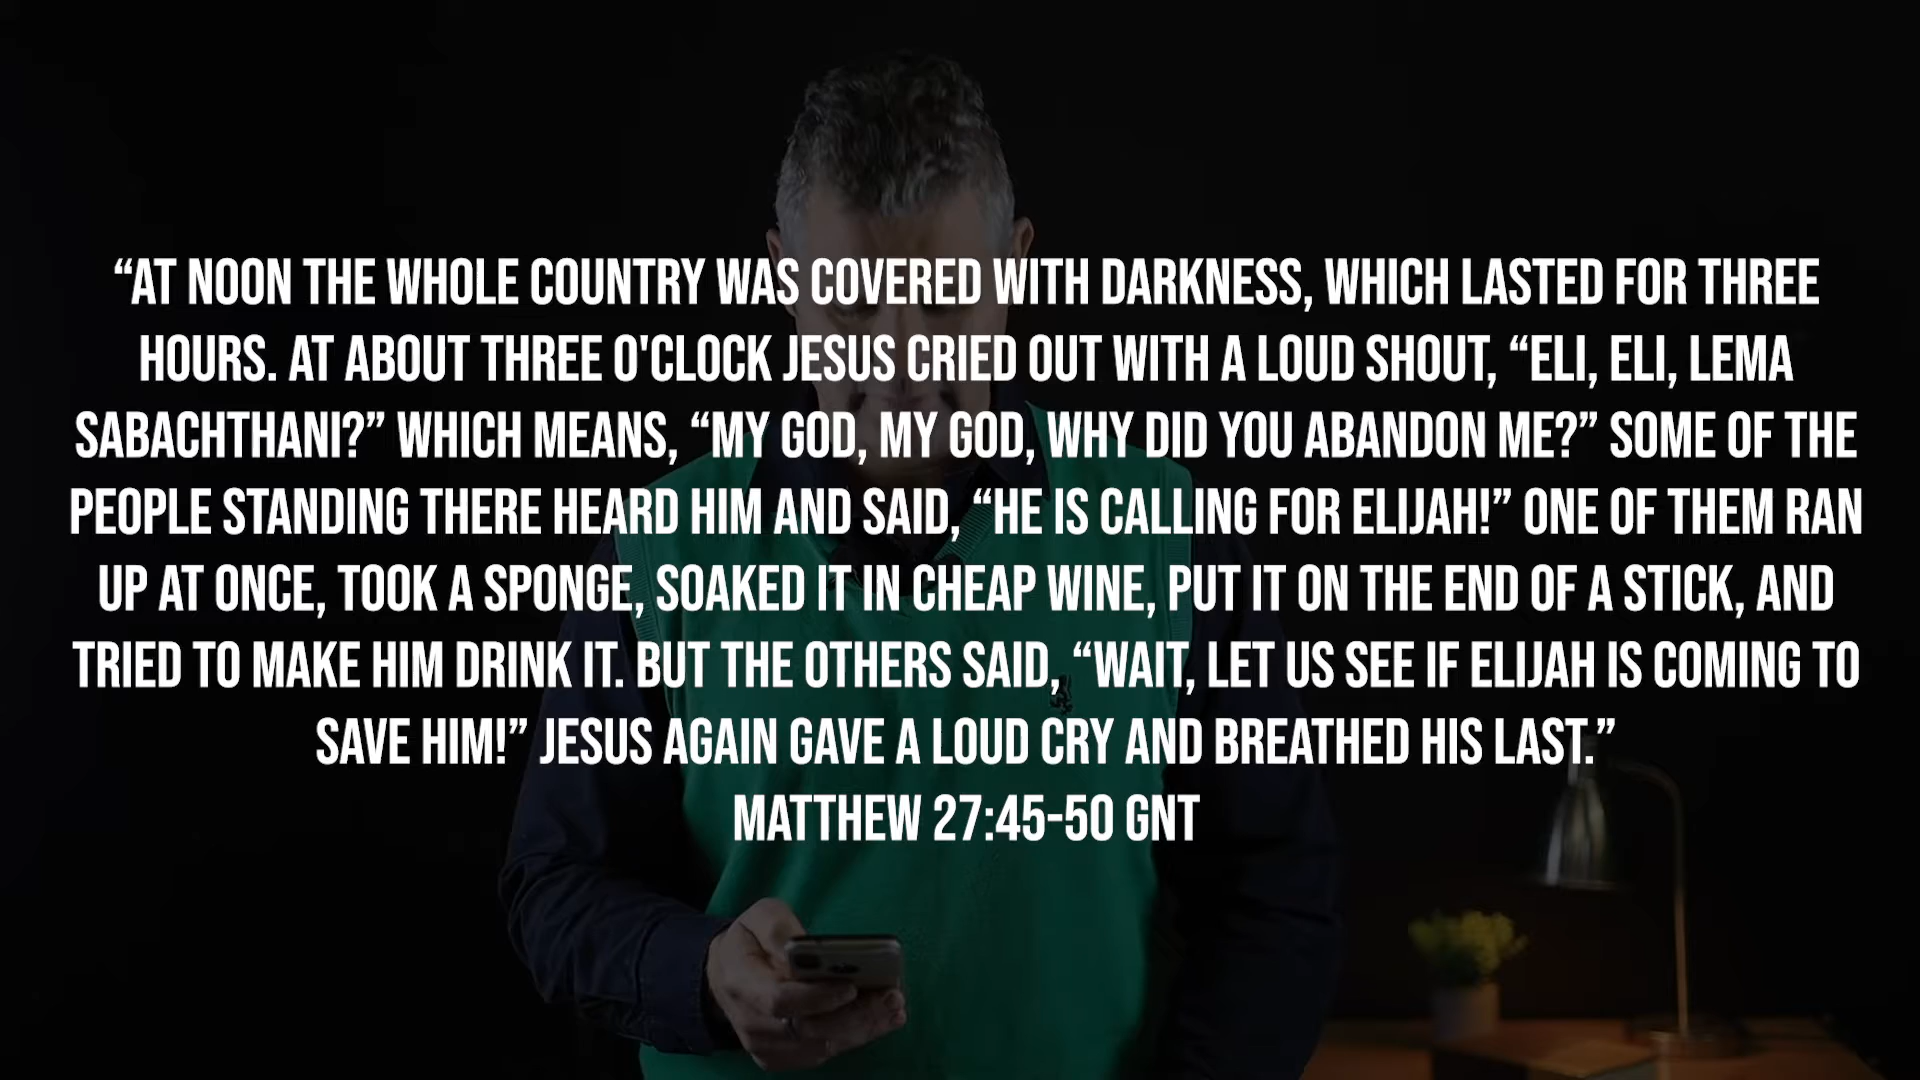 “AT NOON THE WHOLE COUNTRY WAS COVERED WITH DARKNESS, WHICH LASTED FOR THREE
HOURS. AT ABOUT THREE O'CLOCK JESUS CRIED OUT WITH A LOUD SHOUT, “ELI, ELI, LEMA
SABACHTHANI?” WHICH MEANS, “MY GOD, MY GOD, WHY DID YOU ABANDON ME?” SOME OF THE
PEOPLE STANDING THERE HEARD HIM AND SAID, “HE IS CALLING FOR ELIJAH!” ONE OF THEM RAN
UP AT ONCE, TOOK A SPONGE, SOAKED IT IN CHEAP WINE, PUT IT ON THE END OF A STICK, AND
TRIED TO MAKE HIM DRINK IT. BUT THE OTHERS SAID, “WAIT, LET US SEE IF ELIJAH IS COMING TO
SAVE HIM!” JESUS AGAIN GAVE A LOUD CRY AND BREATHED HIS LAST.”
MATTHEW 27:45-50 GNT